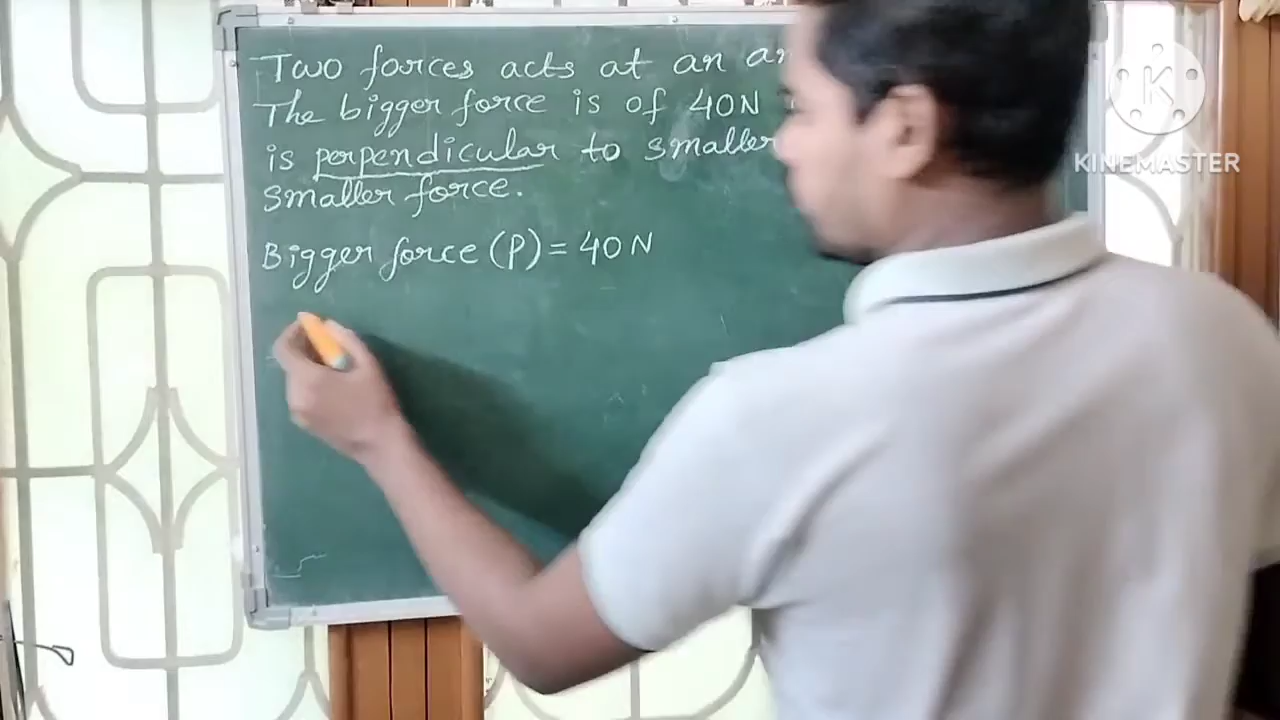 Two forces acts at an
The bigger force is of 40N
is perpendicular to smaller
smaller force.
Bigger force (P) = 40 N
K
KINEMASTER